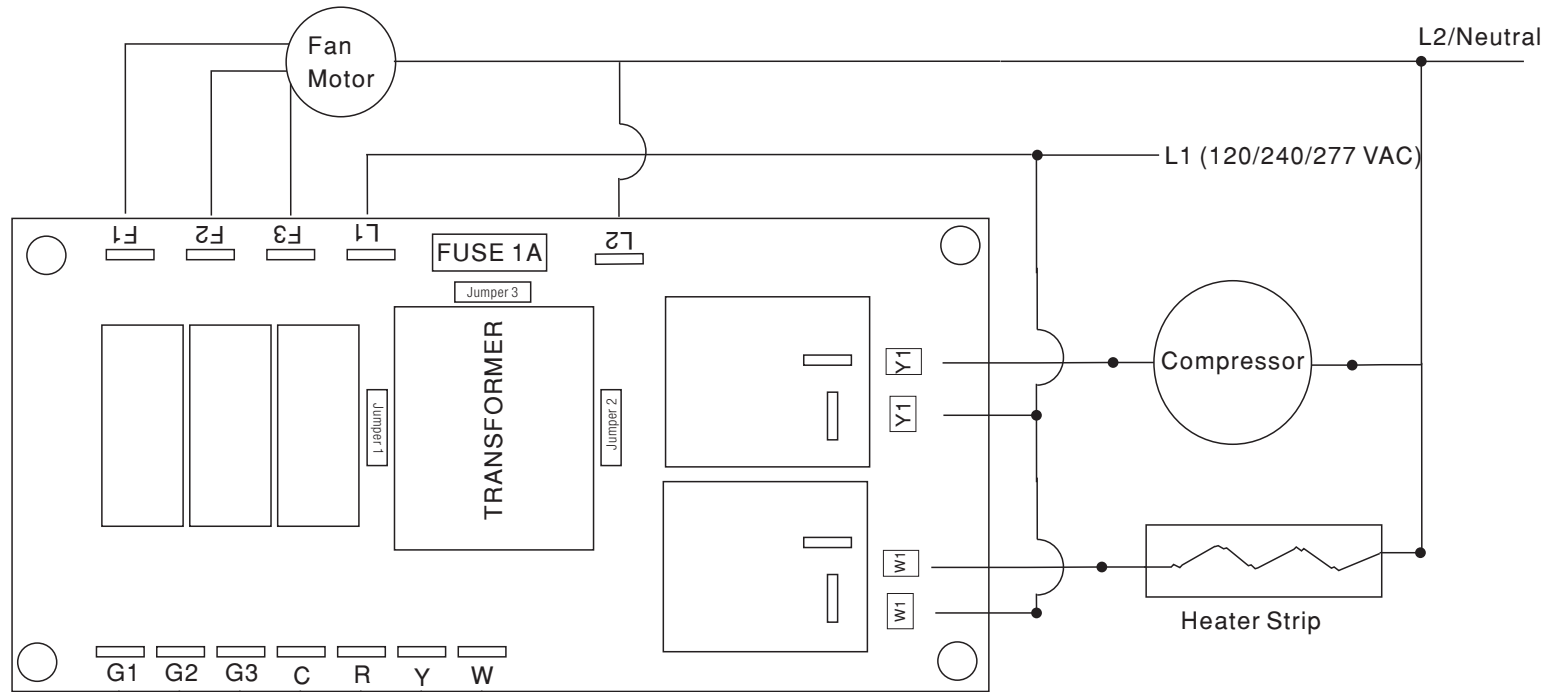 Fan
Motor
L2/Neutral
L1 (120/240/277 VAC)
F1
F2
F3
L1
FUSE 1A
L2
Jumper 3
TRANSFORMER
Jumper 1
Jumper 2
Y1
Y1
Compressor
W1
W1
Heater Strip
G1
G2
G3
C
R
Y
W